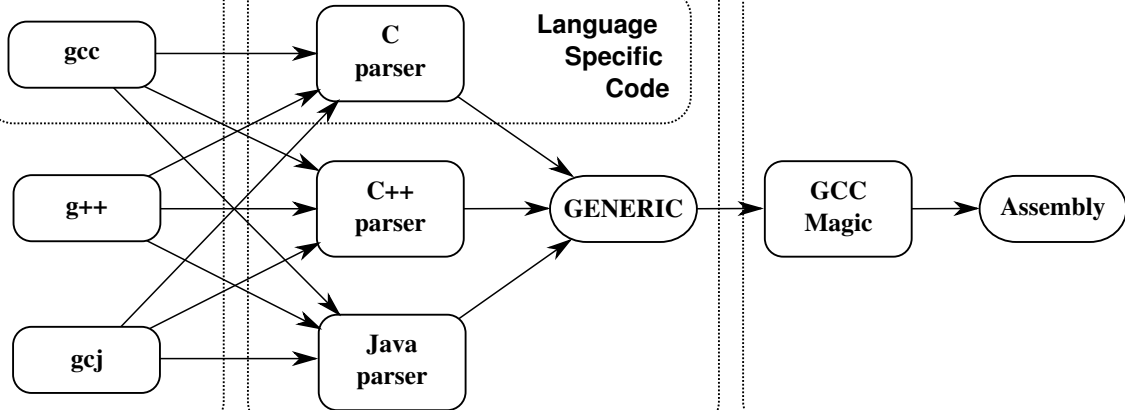 gcc
C
parser
Language
Specific
Code
g++
C++
parser
GENERIC
GCC
Magic
Assembly
gcj
Java
parser